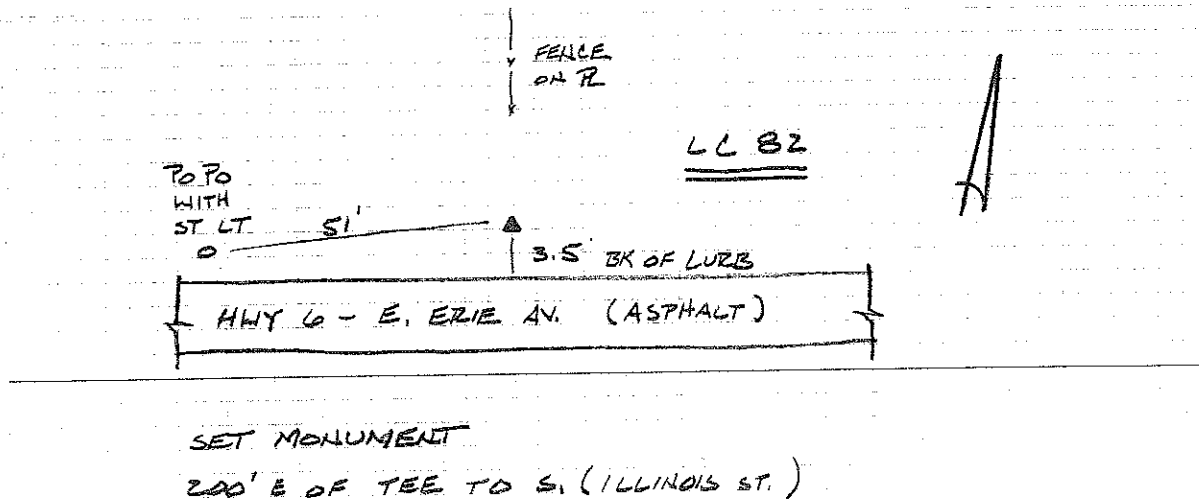 FENCE
ON PL
LC 82
PO PO
WITH
ST LT
51'
3.5' BK OF CURB
HWY 6 - E. ERIE AV. (ASPHALT)
SET MONUMENT
200' E OF TEE TO S. (ILLINOIS ST.)